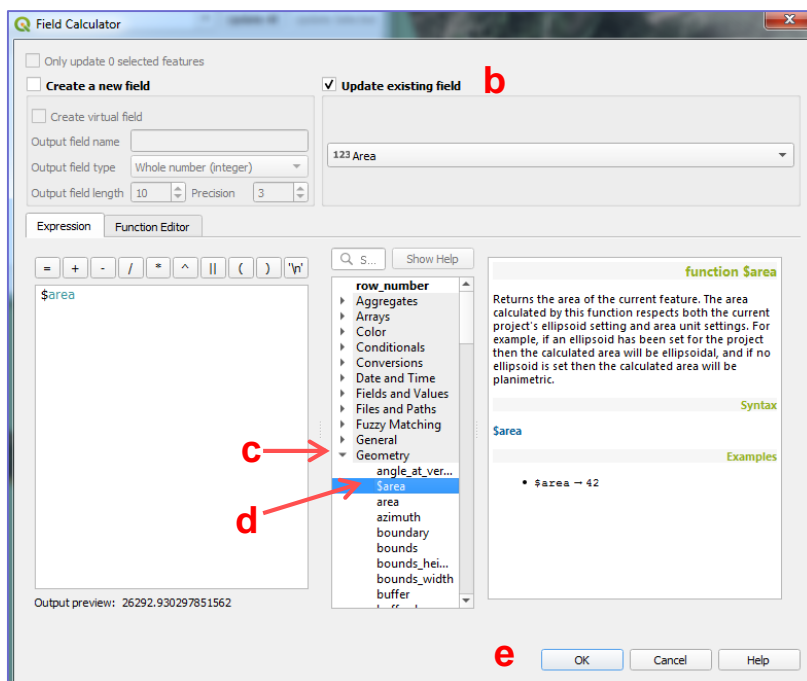 Field Calculator
Only update 0 selected features
Create a new field
Update existing field
b
Create virtual field
Output field name
Output field type
Whole number (integer)
Output field length
10
Precision
3
123 Area
Expression
Function Editor
=
+
-
/
*
^
||
(
)
'\n'
S...
Show Help
$area
row_number
Aggregates
Arrays
Color
Conditionals
Conversions
Date and Time
Fields and Values
Files and Paths
Fuzzy Matching
General
c
Geometry
angle_at_ver...
d
$area
area
azimuth
boundary
bounds
bounds_hei...
bounds_width
buffer
function $area
Returns the area of the current feature. The area
calculated by this function respects both the current
project's ellipsoid setting and area unit settings. For
example, if an ellipsoid has been set for the project
then the calculated area will be ellipsoidal, and if no
ellipsoid is set then the calculated area will be
planimetric.
Syntax
$area
Examples
• $area → 42
Output preview: 26292.930297851562
e
OK
Cancel
Help